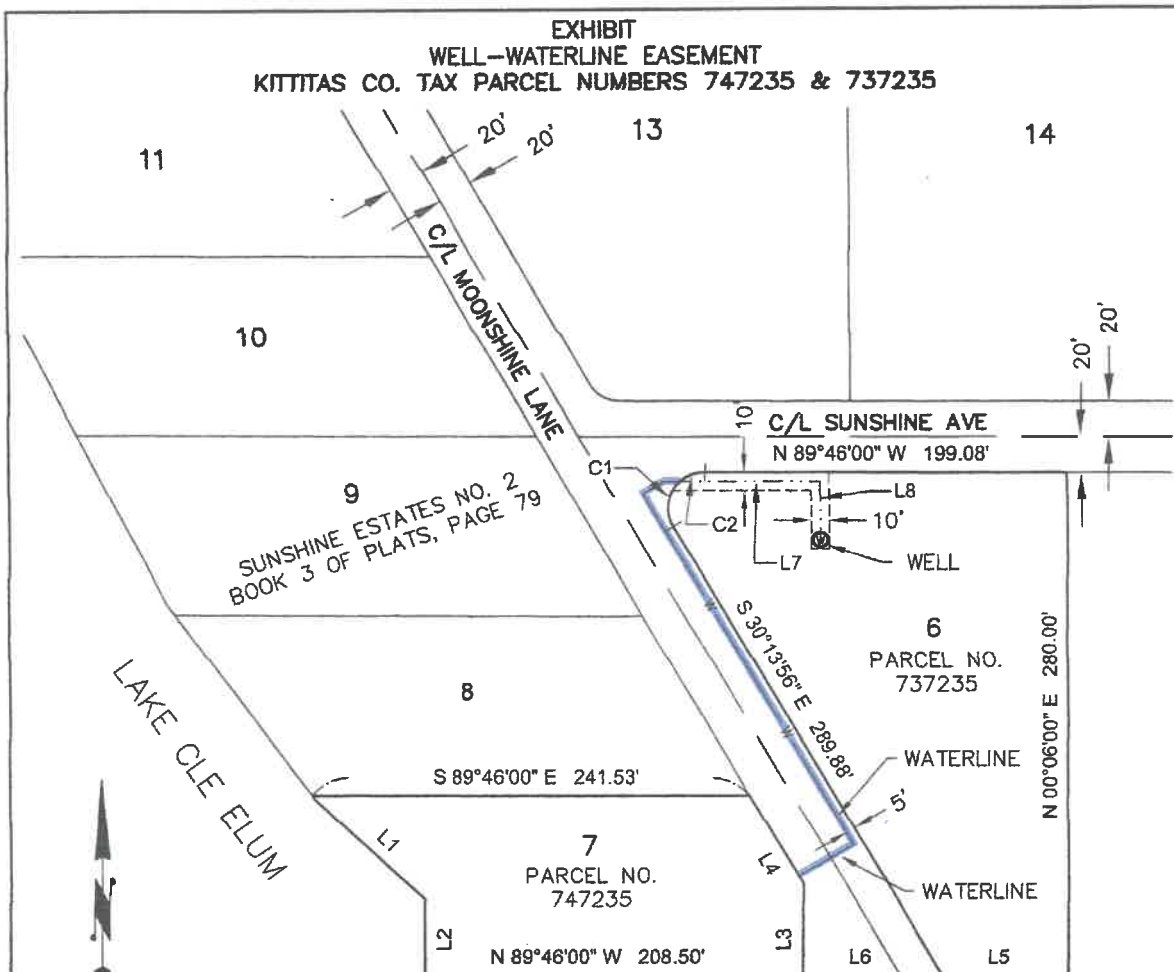 EXHIBIT
WELL-WATERLINE EASEMENT
KITTITAS CO. TAX PARCEL NUMBERS 747235 & 737235
11
20'
20'
13
14
C/L MOONSHINE LANE
10
20'
20'
10'
C/L SUNSHINE AVE
N 89°46'00" W 199.08'
C1
9
SUNSHINE ESTATES NO. 2
BOOK 3 OF PLATS, PAGE 79
C2
L8
10'
L7
WELL
W
S 30°13'56" E 289.88'
6
PARCEL NO.
737235
N 00°06'00" E 280.00'
LAKE CLE ELUM
8
W
WATERLINE
S 89°46'00" E 241.53'
5'
L1
7
PARCEL NO.
747235
L4
WATERLINE
N
L2
N 89°46'00" W 208.50'
L3
L6
L5